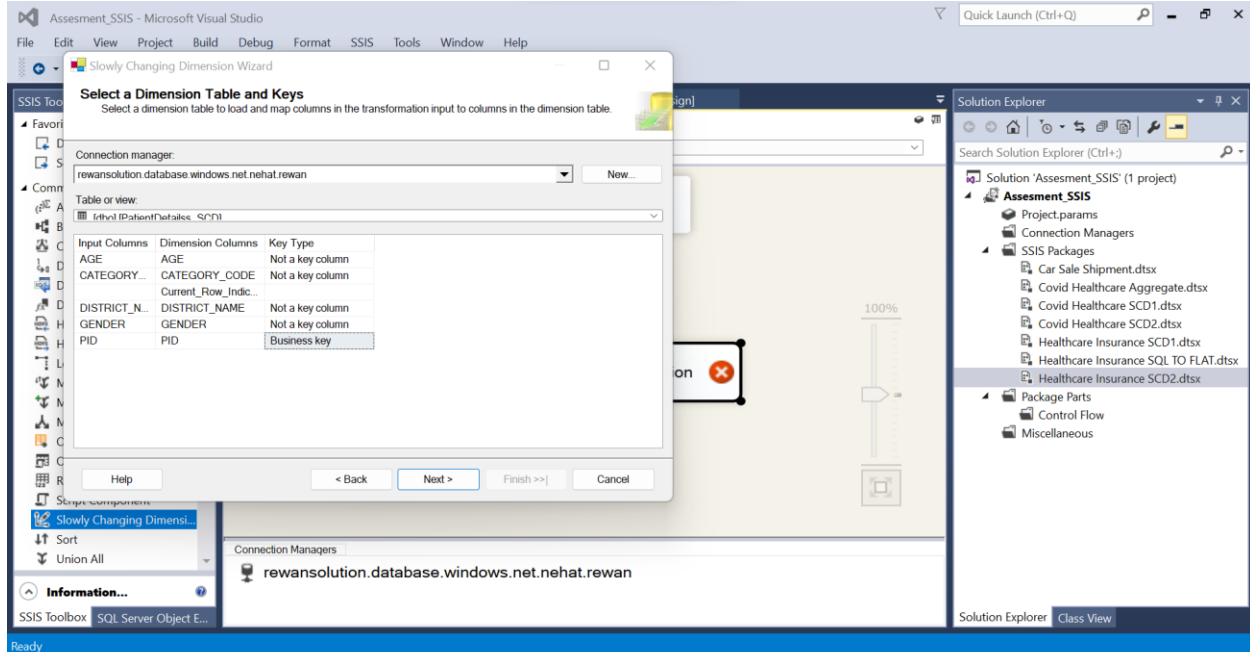 Assesment_SSIS - Microsoft Visual Studio
Quick Launch (Ctrl+Q)
File Edit View Project Build Debug Format SSIS Tools Window Help
Slowly Changing Dimension Wizard
Select a Dimension Table and Keys
Select a dimension table to load and map columns in the transformation input to columns in the dimension table.
Connection manager:
rewansolution.database.windows.net.nehat.rewan
New...
Table or view:
[dbo].[PatientDetailss_SCD]
Input Columns Dimension Columns Key Type
AGE AGE Not a key column
CATEGORY... CATEGORY_CODE Not a key column
Current_Row_Indic...
DISTRICT_N... DISTRICT_NAME Not a key column
GENDER GENDER Not a key column
PID PID Business key
Help < Back Next > Finish >>| Cancel
SSIS Too
Favori
D
S
Comm
A
B
C
D
D
D
H
H
L
M
M
M
O
C
R
Script Component
Slowly Changing Dimensi...
Sort
Union All
Information...
SSIS Toolbox SQL Server Object E...
sign]
100%
ion
Connection Managers
rewansolution.database.windows.net.nehat.rewan
Solution Explorer
Search Solution Explorer (Ctrl+;)
Solution 'Assesment_SSIS' (1 project)
Assesment_SSIS
Project.params
Connection Managers
SSIS Packages
Car Sale Shipment.dtsx
Covid Healthcare Aggregate.dtsx
Covid Healthcare SCD1.dtsx
Covid Healthcare SCD2.dtsx
Healthcare Insurance SCD1.dtsx
Healthcare Insurance SQL TO FLAT.dtsx
Healthcare Insurance SCD2.dtsx
Package Parts
Control Flow
Miscellaneous
Solution Explorer Class View
Ready